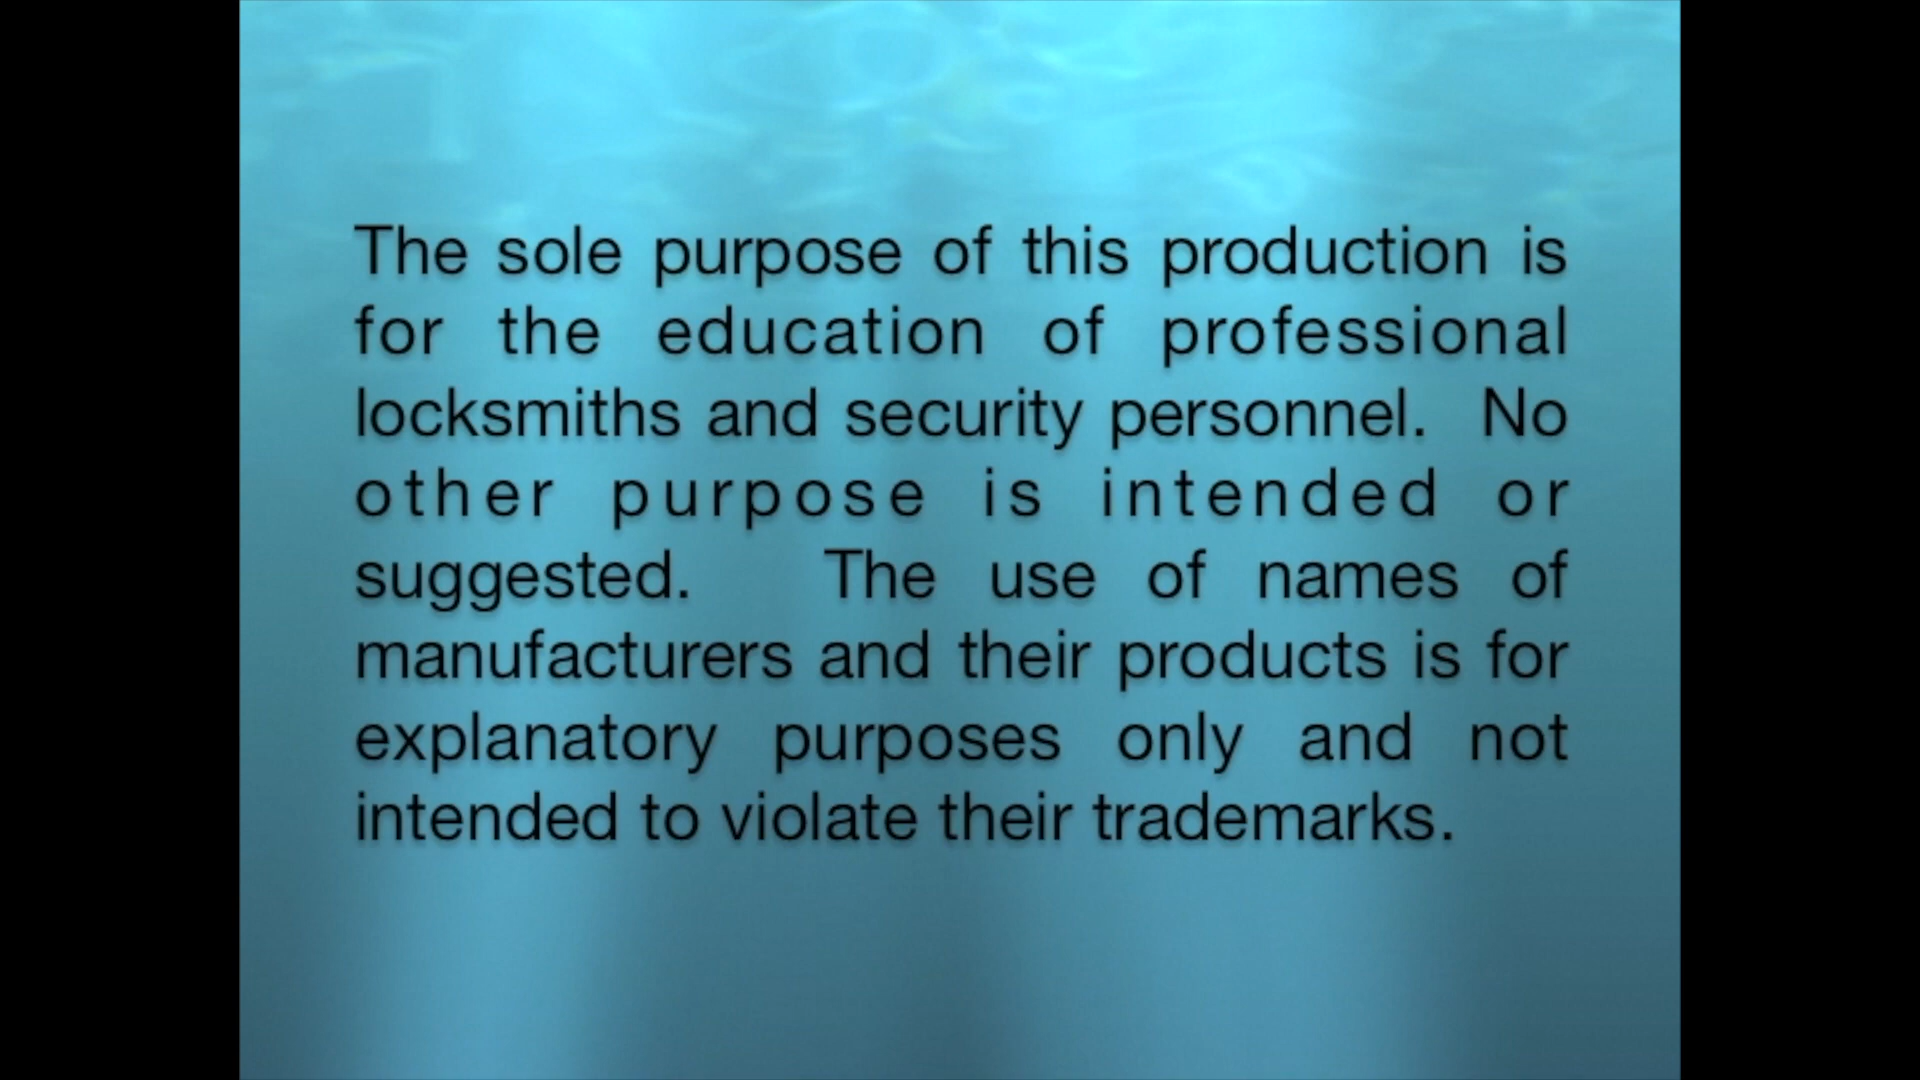 The sole purpose of this production is
for the education of professional
locksmiths and security personnel.  No
other purpose is intended or
suggested.  The use of names of
manufacturers and their products is for
explanatory purposes only and not
intended to violate their trademarks.